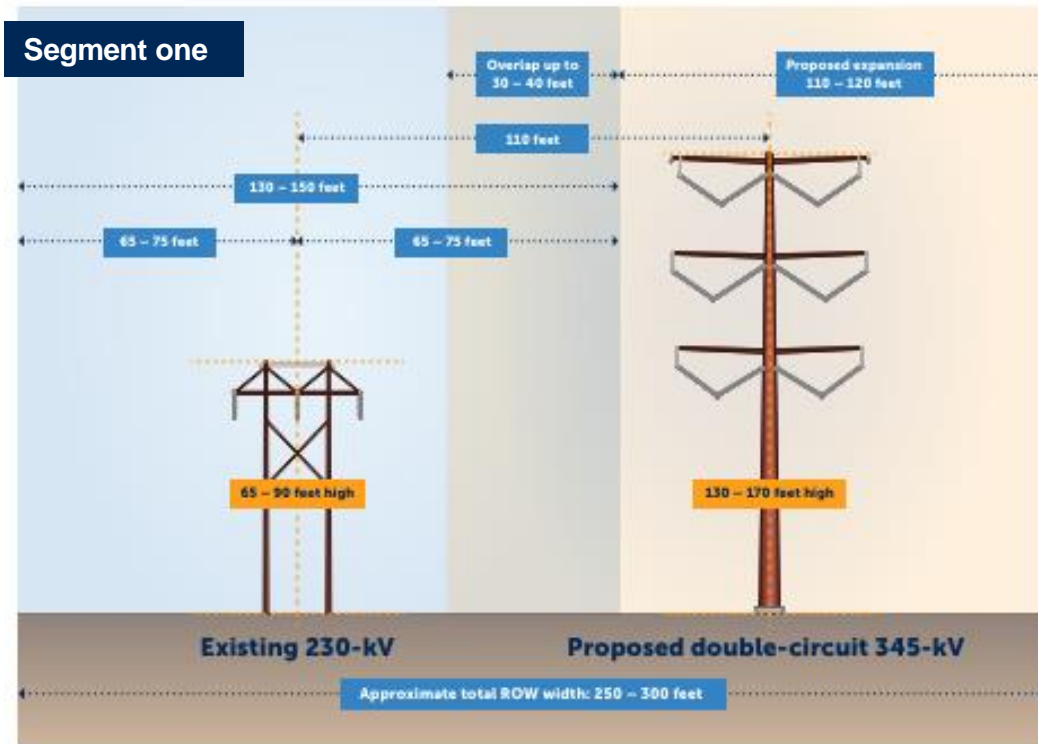 Segment one
Overlap up to
30 – 40 feet
Proposed expansion
110 – 120 feet
110 feet
130 – 150 feet
65 – 75 feet
65 – 75 feet
65 – 90 feet high
130 – 170 feet high
Existing 230-kV
Proposed double-circuit 345-kV
Approximate total ROW width: 250 – 300 feet